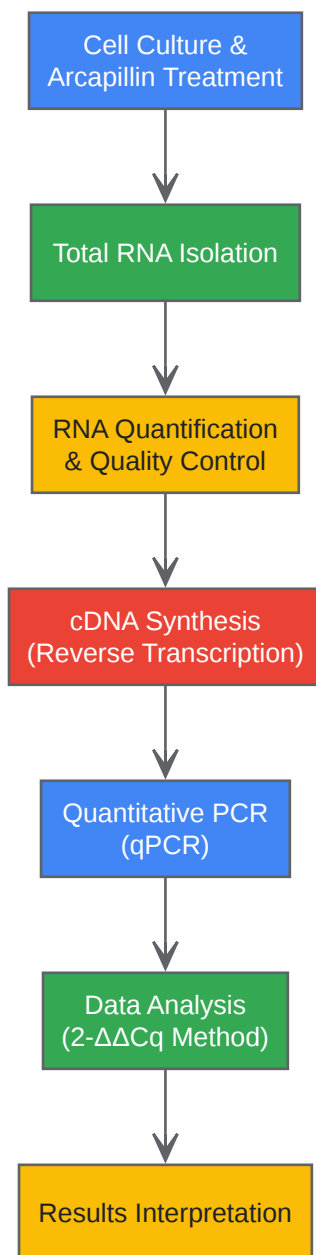 Cell Culture &
Arcapillin Treatment
Total RNA Isolation
RNA Quantification
& Quality Control
cDNA Synthesis
(Reverse Transcription)
Quantitative PCR
(qPCR)
Data Analysis
(2-ΔΔCq Method)
Results Interpretation